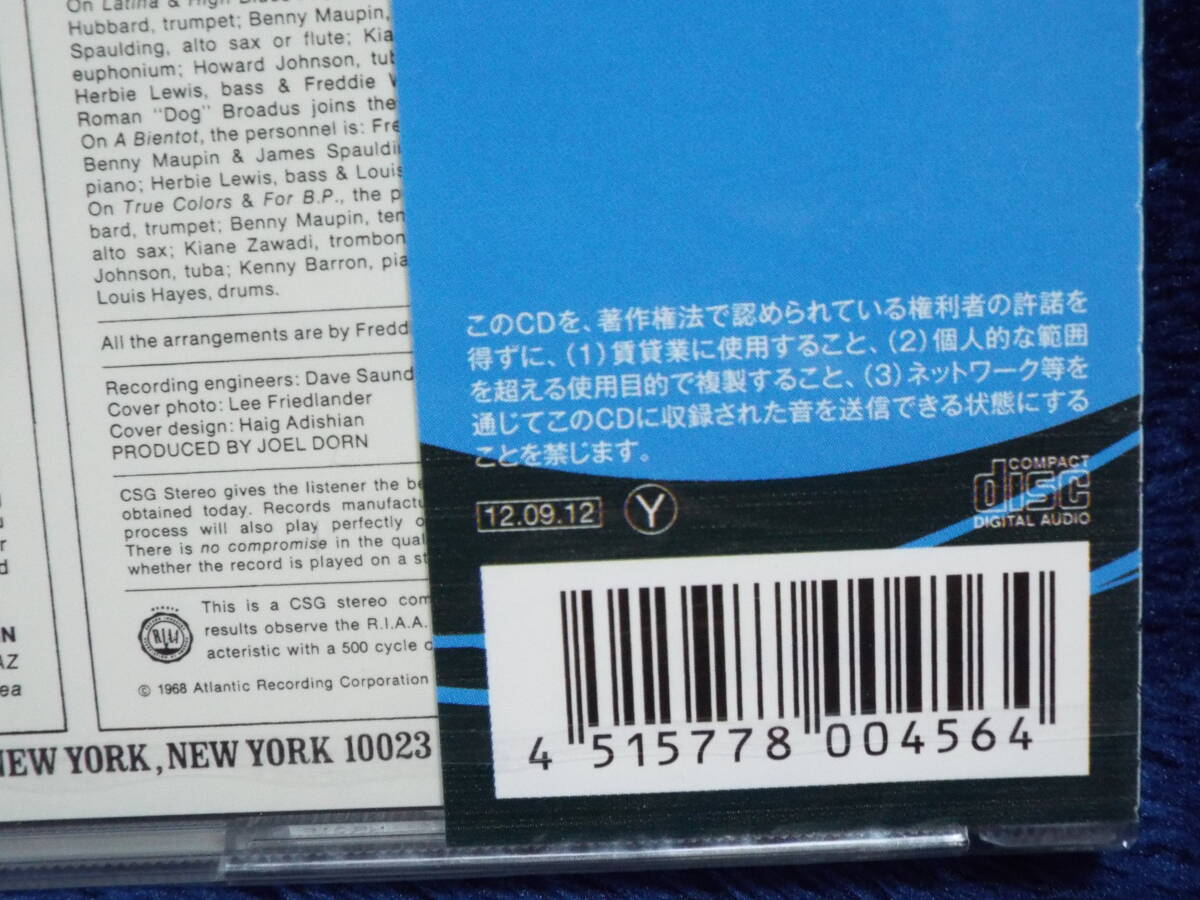 On Latina & High Blues
Hubbard, trumpet; Benny Maupin,
Spaulding, alto sax or flute; Kia
euphonium; Howard Johnson, tub
Herbie Lewis, bass & Freddie
Roman "Dog" Broadus joins the
On A Bientot, the personnel is: Fre
Benny Maupin & James Spauldi
piano; Herbie Lewis, bass & Louis
On True Colors & For B.P., the p
bard, trumpet; Benny Maupin, ten
alto sax; Kiane Zawadi, trombon
Johnson, tuba; Kenny Barron, pia
Louis Hayes, drums.
All the arrangements are by Fredd
Recording engineers: Dave Saund
Cover photo: Lee Friedlander
Cover design: Haig Adishian
PRODUCED BY JOEL DORN
CSG Stereo gives the listener the be
obtained today. Records manufactu
process will also play perfectly o
There is no compromise in the qual
whether the record is played on a st
This is a CSG stereo com
results observe the R.I.A.A.
acteristic with a 500 cycle
© 1968 Atlantic Recording Corporation
NEW YORK, NEW YORK 10023
r
d
N
AZ
ea
このCDを、著作権法で認められている権利者の許諾を
得ずに、(1)賃貸業に使用すること、(2)個人的な範囲
を超える使用目的で複製すること、(3)ネットワーク等を
通じてこのCDに収録された音を送信できる状態にする
ことを禁じます。
12.09.12 Y
COMPACT
disc
DIGITAL AUDIO
4 515778 004564